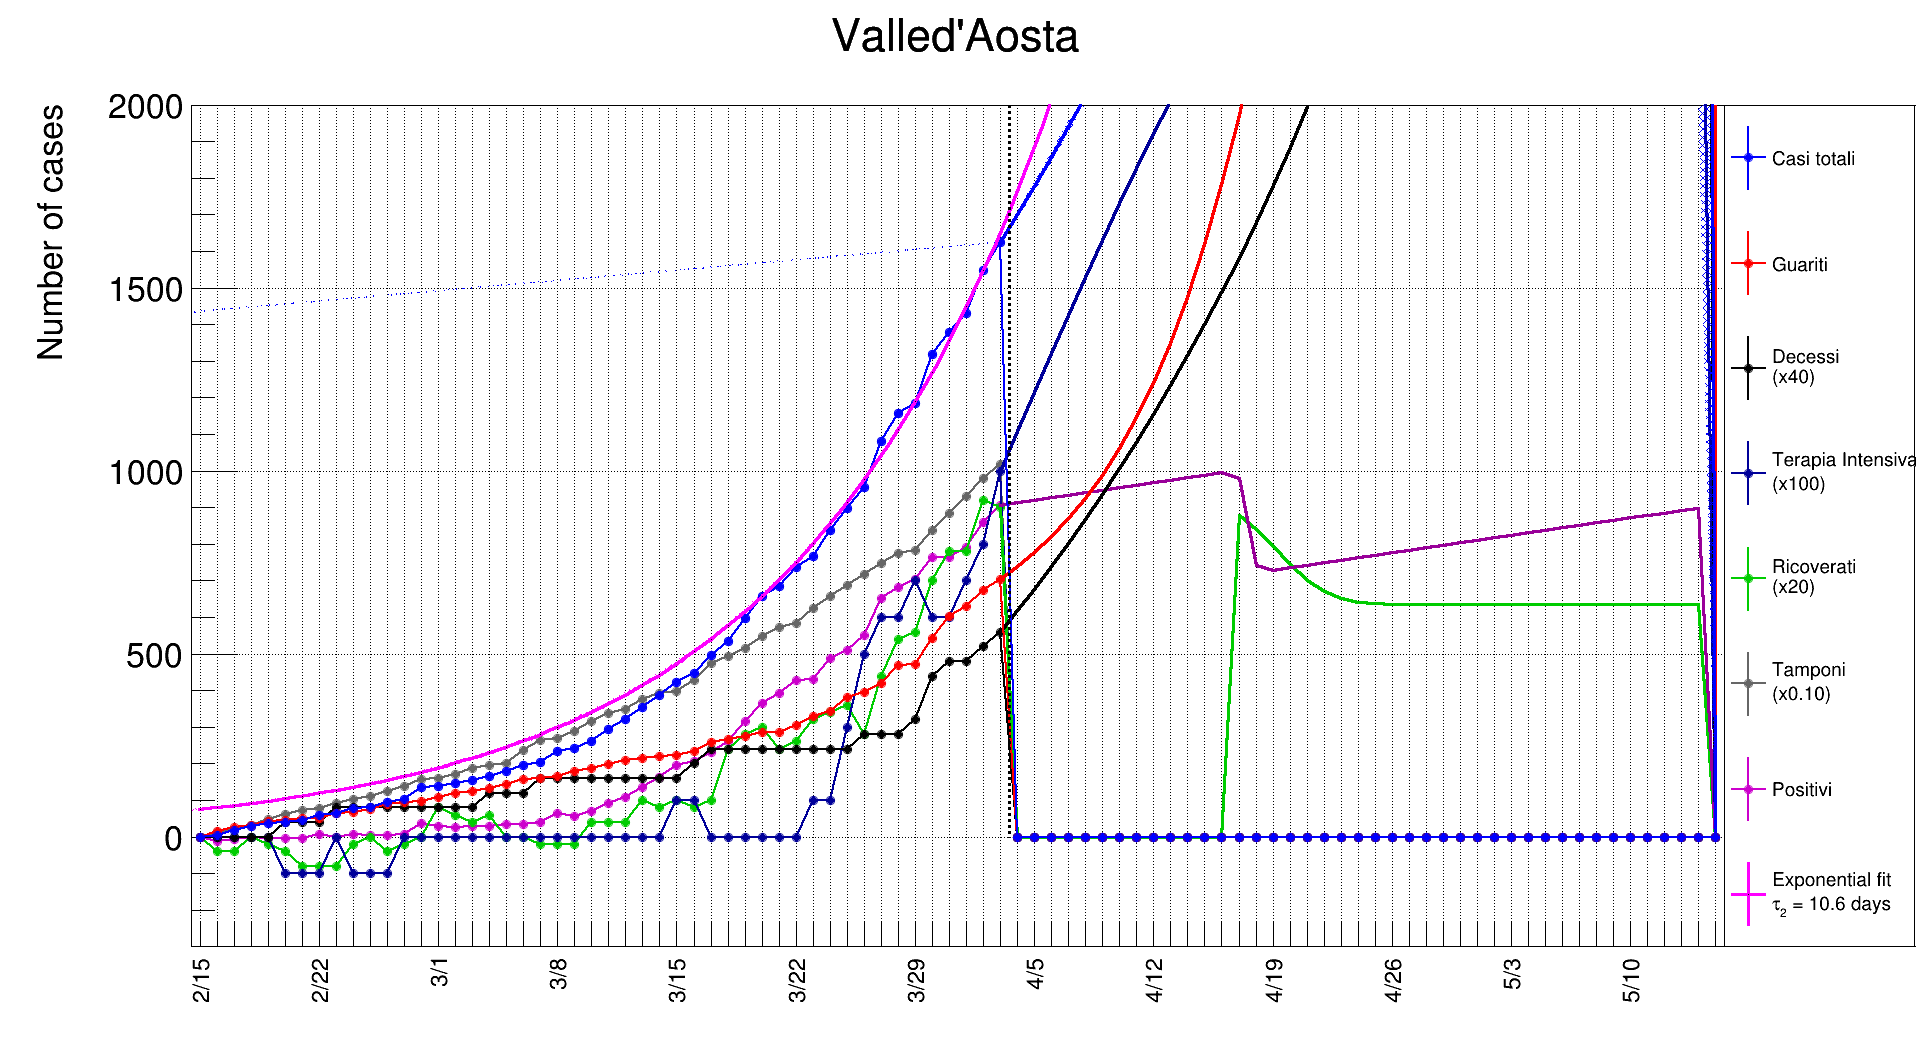 Valled'Aosta
Number of cases
2000
1500
1000
500
0
2/15
2/22
3/1
3/8
3/15
3/22
3/29
4/5
4/12
4/19
4/26
5/3
5/10
Casi totali
Guariti
Decessi
(x40)
Terapia Intensiva
(x100)
Ricoverati
(x20)
Tamponi
(x0.10)
Positivi
Exponential fit
τ2 = 10.6 days